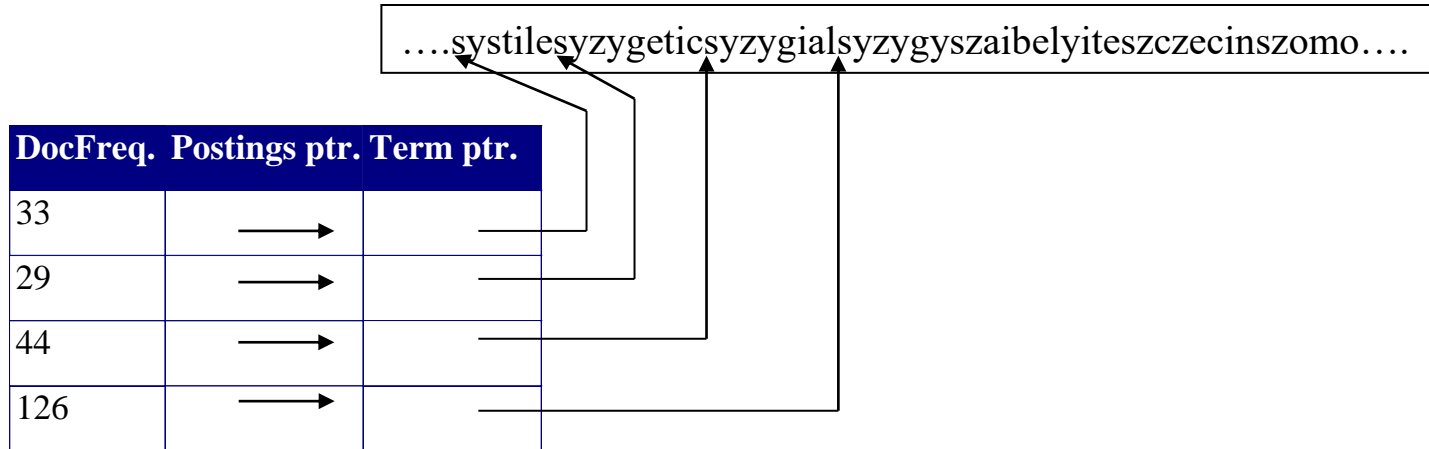 ….systilesyzygeticsyzygialsyzygyszaibelyiteszczecinszomo….
DocFreq. Postings ptr. Term ptr.
33
29
44
126